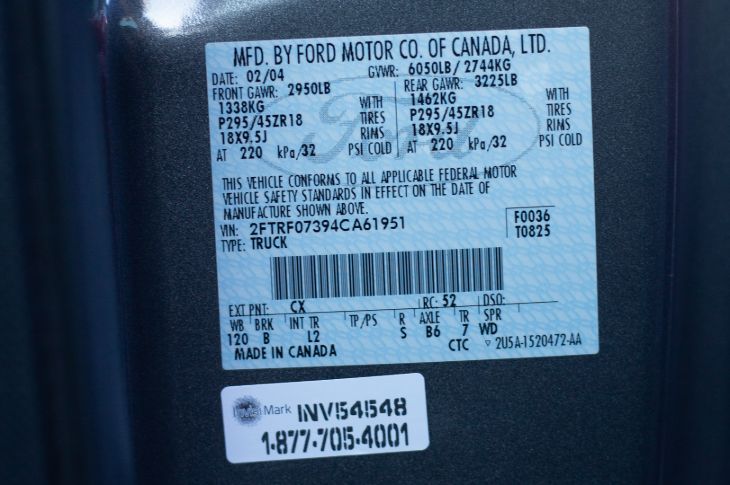 MFD. BY FORD MOTOR CO. OF CANADA, LTD.
DATE: 02/04 GVWR: 6050LB/ 2744KG
FRONT GAWR: 2950LB REAR GAWR: 3225LB
1338KG WITH 1462KG WITH
P295/45ZR18 TIRES P295/45ZR18 TIRES
18X9.5J RIMS 18X9.5J RIMS
AT 220 kPa/32 PSI COLD AT 220 kPa/32 PSI COLD
Ford
THIS VEHICLE CONFORMS TO ALL APPLICABLE FEDERAL MOTOR
VEHICLE SAFETY STANDARDS IN EFFECT ON THE DATE OF
MANUFACTURE SHOWN ABOVE.
VIN: 2FTRF07394CA61951 F0036
TYPE: TRUCK T0825
EXT PNT: CX RC: 52 DSO:
WB BRK INT TR TP/PS R AXLE TR SPR
120 B L2 S B6 7 WD
MADE IN CANADA CTC ▽ 2U5A-1520472-AA
Mark INV54548
1-877-705-4001